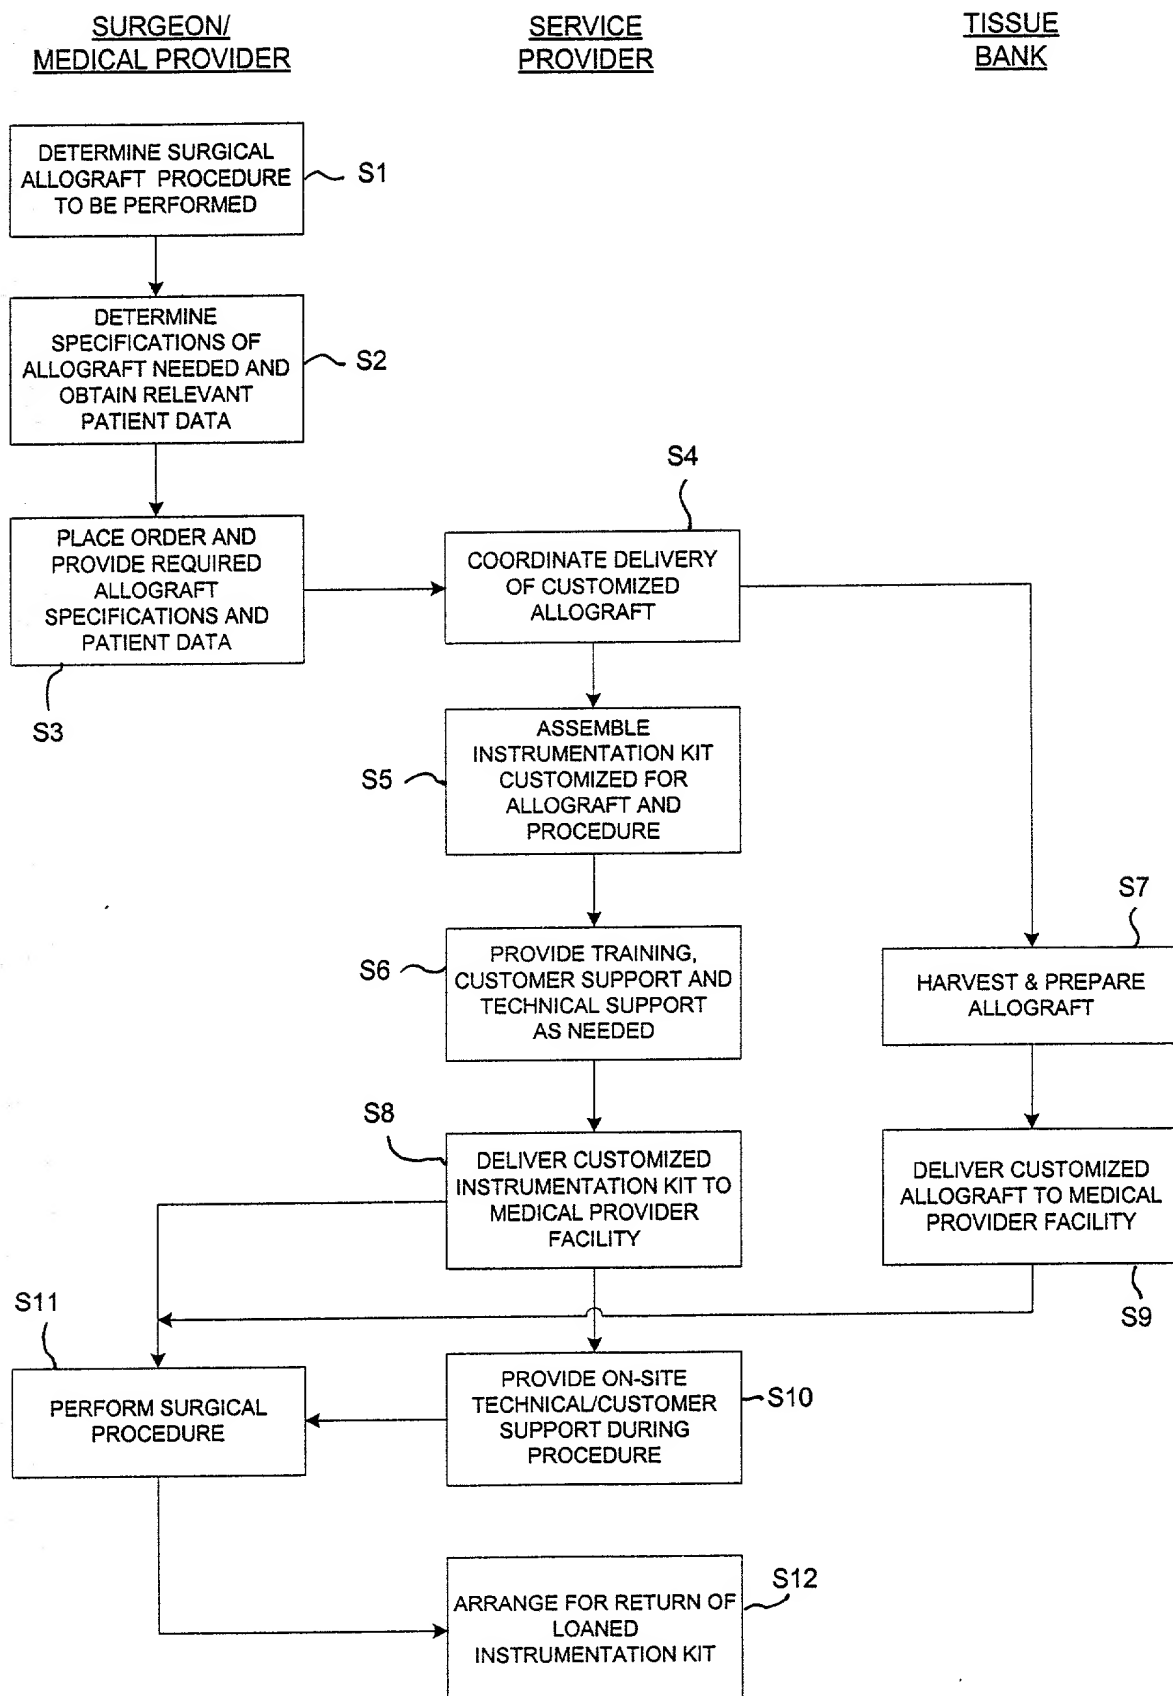 SURGEON/
MEDICAL PROVIDER
SERVICE
PROVIDER
TISSUE
BANK
DETERMINE SURGICAL
ALLOGRAFT PROCEDURE
TO BE PERFORMED
S1
DETERMINE
SPECIFICATIONS OF
ALLOGRAFT NEEDED AND
OBTAIN RELEVANT
PATIENT DATA
S2
PLACE ORDER AND
PROVIDE REQUIRED
ALLOGRAFT
SPECIFICATIONS AND
PATIENT DATA
S3
S4
COORDINATE DELIVERY
OF CUSTOMIZED
ALLOGRAFT
S5
ASSEMBLE
INSTRUMENTATION KIT
CUSTOMIZED FOR
ALLOGRAFT AND
PROCEDURE
S6
PROVIDE TRAINING,
CUSTOMER SUPPORT AND
TECHNICAL SUPPORT
AS NEEDED
S7
HARVEST & PREPARE
ALLOGRAFT
S8
DELIVER CUSTOMIZED
INSTRUMENTATION KIT TO
MEDICAL PROVIDER
FACILITY
DELIVER CUSTOMIZED
ALLOGRAFT TO MEDICAL
PROVIDER FACILITY
S9
S11
PERFORM SURGICAL
PROCEDURE
PROVIDE ON-SITE
TECHNICAL/CUSTOMER
SUPPORT DURING
PROCEDURE
S10
ARRANGE FOR RETURN OF
LOANED
INSTRUMENTATION KIT
S12